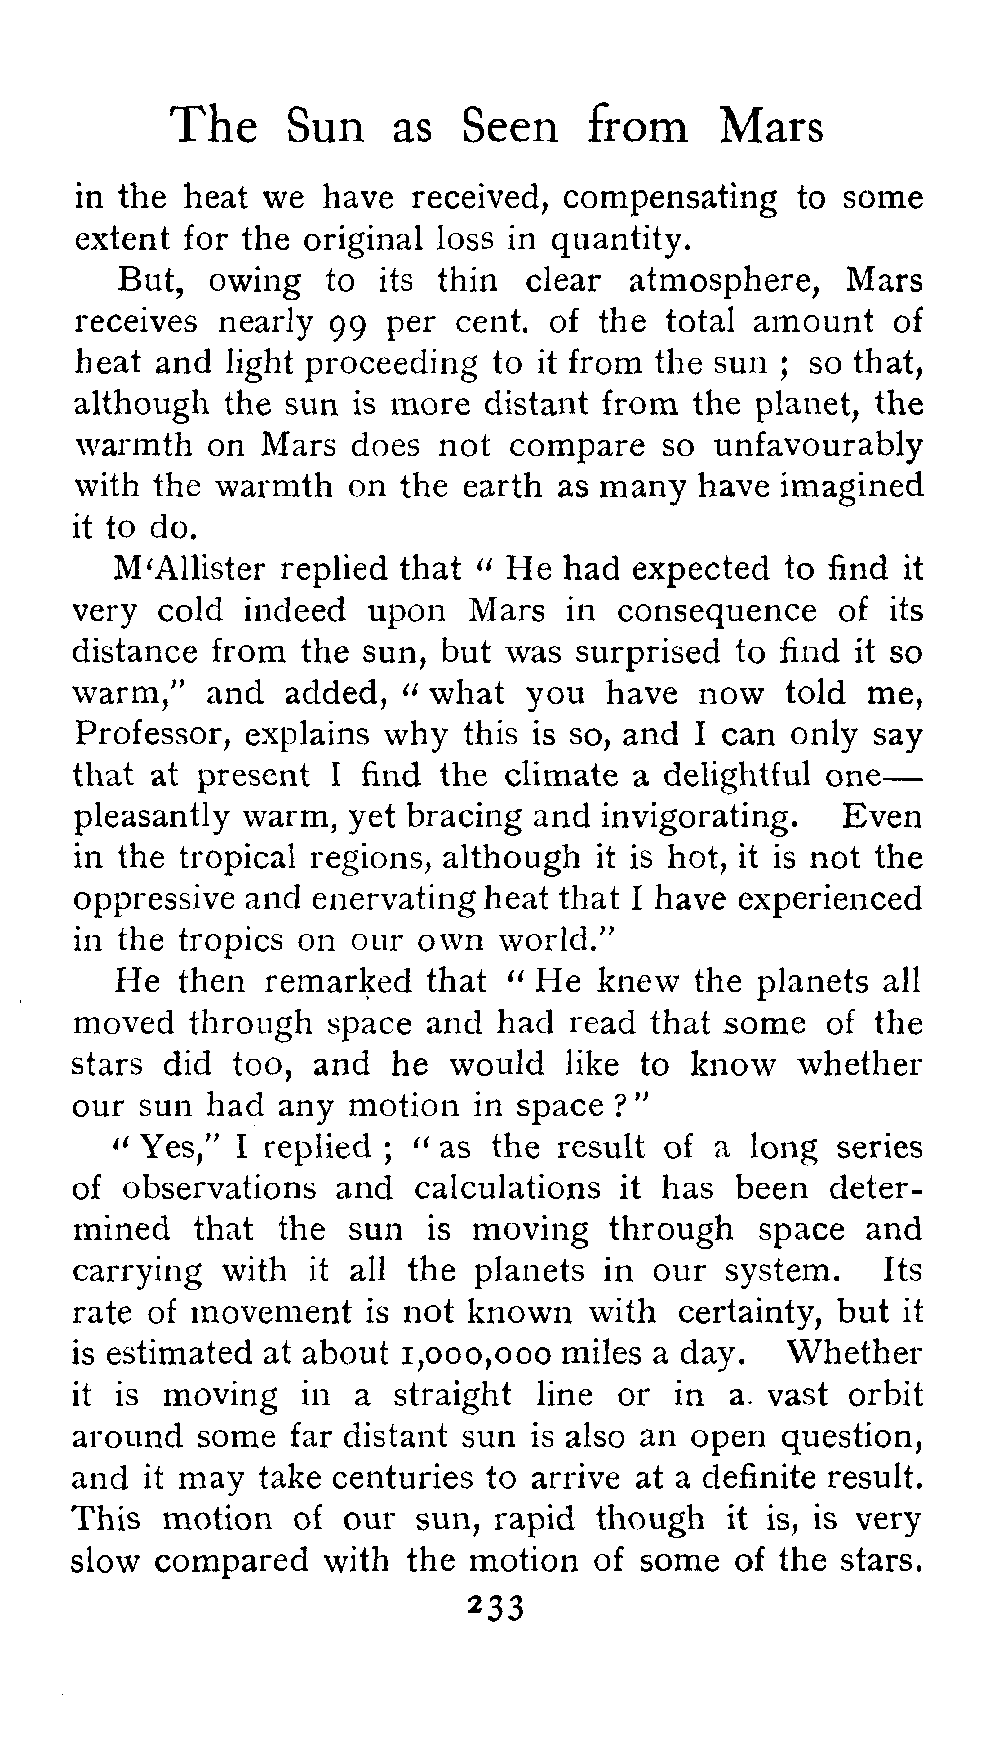 The Sun as Seen from Mars
in the heat we have received, compensating to some
extent for the original loss in quantity.
But, owing to its thin clear atmosphere, Mars
receives nearly 99 per cent. of the total amount of
heat and light proceeding to it from the sun ; so that,
although the sun is more distant from the planet, the
warmth on Mars does not compare so unfavourably
with the warmth on the earth as many have imagined
it to do.
M‘Allister replied that “ He had expected to find it
very cold indeed upon Mars in consequence of its
distance from the sun, but was surprised to find it so
warm,” and added, “ what you have now told me,
Professor, explains why this is so, and I can only say
that at present I find the climate a delightful one—
pleasantly warm, yet bracing and invigorating. Even
in the tropical regions, although it is hot, it is not the
oppressive and enervating heat that I have experienced
in the tropics on our own world.”
He then remarked that “ He knew the planets all
moved through space and had read that some of the
stars did too, and he would like to know whether
our sun had any motion in space ? ”
“ Yes,” I replied ; “ as the result of a long series
of observations and calculations it has been deter-
mined that the sun is moving through space and
carrying with it all the planets in our system. Its
rate of movement is not known with certainty, but it
is estimated at about 1,000,000 miles a day. Whether
it is moving in a straight line or in a vast orbit
around some far distant sun is also an open question,
and it may take centuries to arrive at a definite result.
This motion of our sun, rapid though it is, is very
slow compared with the motion of some of the stars.
233